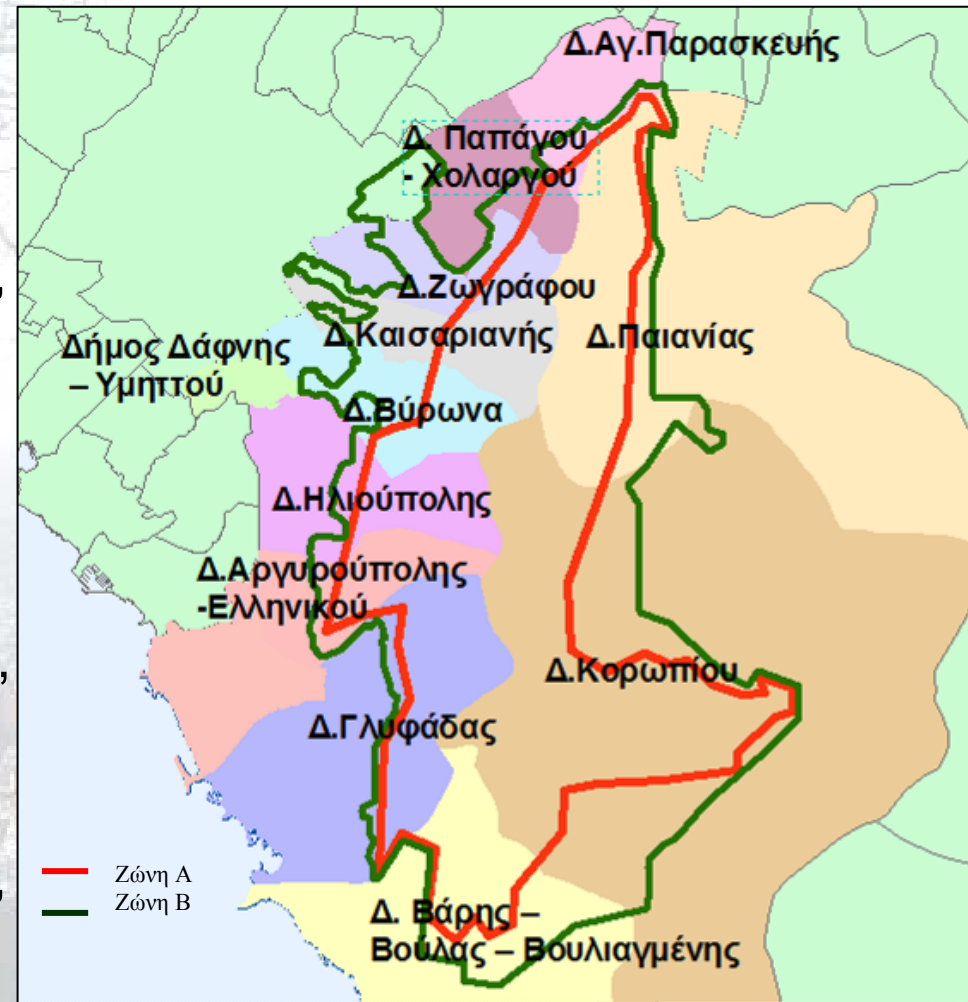 Δ.Αγ.Παρασκευής
Δ. Παπάγου
- Χολαργού
Δ.Ζωγράφου
Δ.Καισαριανής
Δ.Παιανίας
Δήμος Δάφνης
– Υμηττού
Δ.Βύρωνα
Δ.Ηλιούπολης
Δ.Αργυρούπολης
-Ελληνικού
Δ.Κορωπίου
Δ.Γλυφάδας
Ζώνη Α
Ζώνη Β
Δ. Βάρης –
Βούλας – Βουλιαγμένης